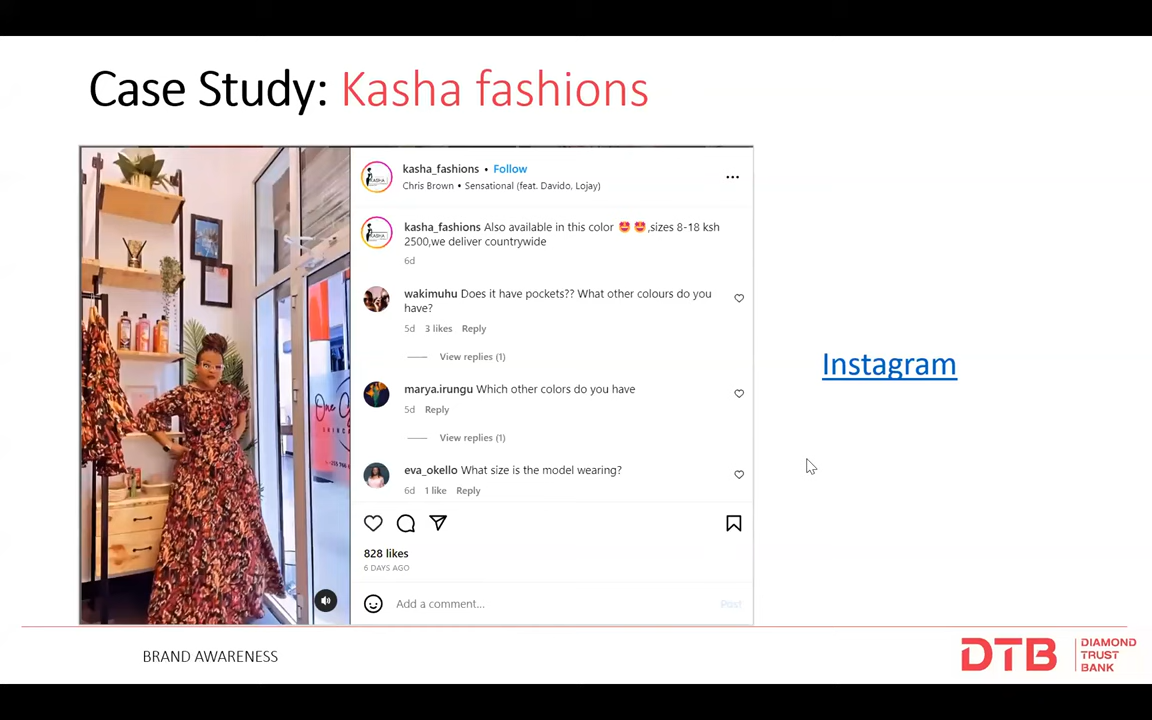 Case Study: Kasha fashions
kasha_fashions • Follow
Chris Brown • Sensational (feat. Davido, Lojay)
kasha_fashions Also available in this color 🤩🤩,sizes 8-18 ksh
2500,we deliver countrywide
6d
wakimuhu Does it have pockets?? What other colours do you
have?
5d 3 likes Reply
View replies (1)
marya.irungu Which other colors do you have
5d Reply
View replies (1)
eva_okello What size is the model wearing?
6d 1 like Reply
828 likes
6 DAYS AGO
Add a comment...
Post
Instagram
BRAND AWARENESS
DTB
DIAMOND
TRUST
BANK